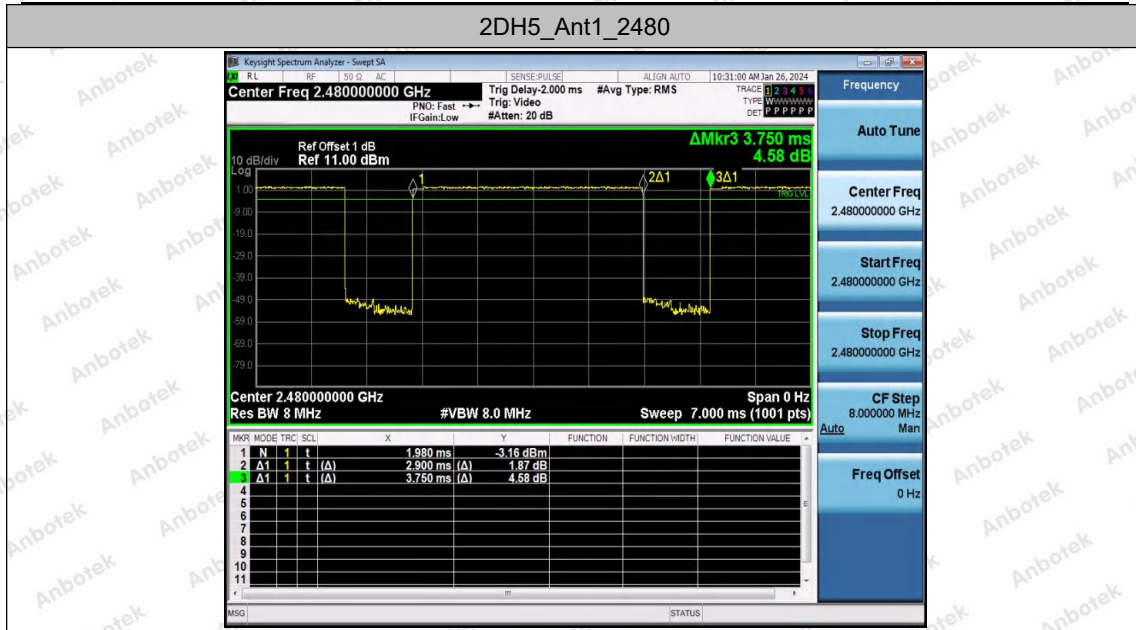 2DH5_Ant1_2480
Keysight Spectrum Analyzer - Swept SA
RL RF 50 Ω AC SENSE:PULSE ALIGN AUTO 10:31:00 AM Jan 26, 2024
Center Freq 2.480000000 GHz
PNO: Fast
IFGain:Low
Trig Delay-2.000 ms
Trig: Video
#Atten: 20 dB
#Avg Type: RMS
TRACE 1 2 3 4 5 6
TYPE WWWWWW
DET P P P P P P
ΔMkr3 3.750 ms
4.58 dB
Ref Offset 1 dB
10 dB/div Ref 11.00 dBm
Log
1 2Δ1 3Δ1
1.00
TRIG LVL
-9.00
-19.0
-29.0
-39.0
-49.0
-59.0
-69.0
-79.0
Center 2.480000000 GHz Span 0 Hz
Res BW 8 MHz #VBW 8.0 MHz Sweep 7.000 ms (1001 pts)
MKR MODE TRC SCL X Y FUNCTION FUNCTION WIDTH FUNCTION VALUE
1 N 1 t 1.980 ms -3.16 dBm
2 Δ1 1 t (Δ) 2.900 ms (Δ) 1.87 dB
3 Δ1 1 t (Δ) 3.750 ms (Δ) 4.58 dB
4
5
6
7
8
9
10
11
MSG STATUS
Frequency
Auto Tune
Center Freq
2.480000000 GHz
Start Freq
2.480000000 GHz
Stop Freq
2.480000000 GHz
CF Step
8.000000 MHz
Auto Man
Freq Offset
0 Hz
Anbotek